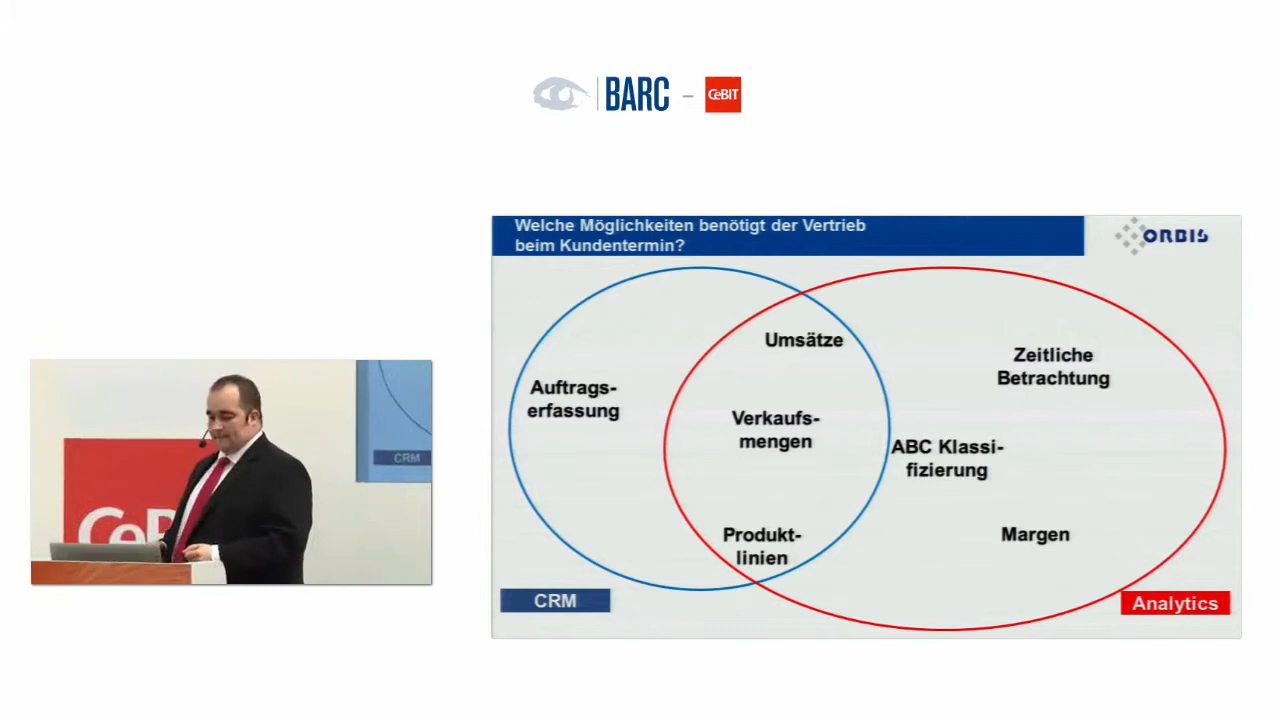 BARC – CeBIT
Welche Möglichkeiten benötigt der Vertrieb
beim Kundentermin?
ORBIS
Umsätze
Zeitliche
Betrachtung
Auftrags-
erfassung
Verkaufs-
mengen
ABC Klassi-
fizierung
Produkt-
linien
Margen
CRM
Analytics
CRM